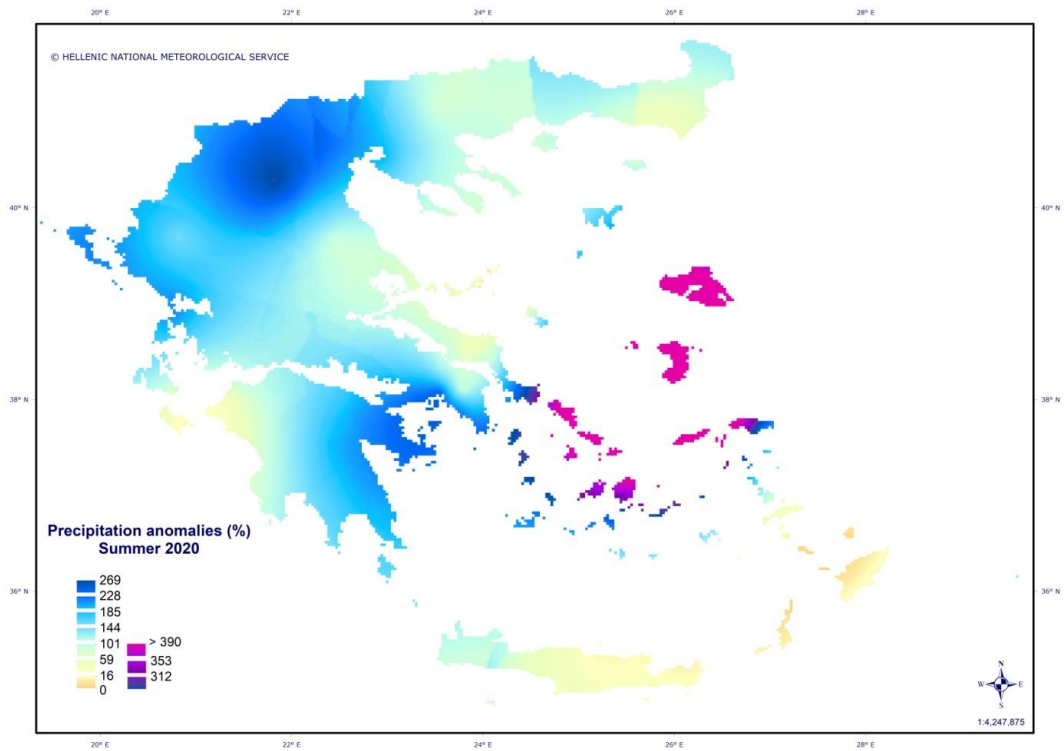 20° E 22° E 24° E 26° E 28° E
© HELLENIC NATIONAL METEOROLOGICAL SERVICE
40° N 40° N
38° N 38° N
36° N 36° N
Precipitation anomalies (%)
Summer 2020
269
228
185
144
101
59
16
0
> 390
353
312
N
W E
S
1:4,247,875
20° E 22° E 24° E 26° E 28° E